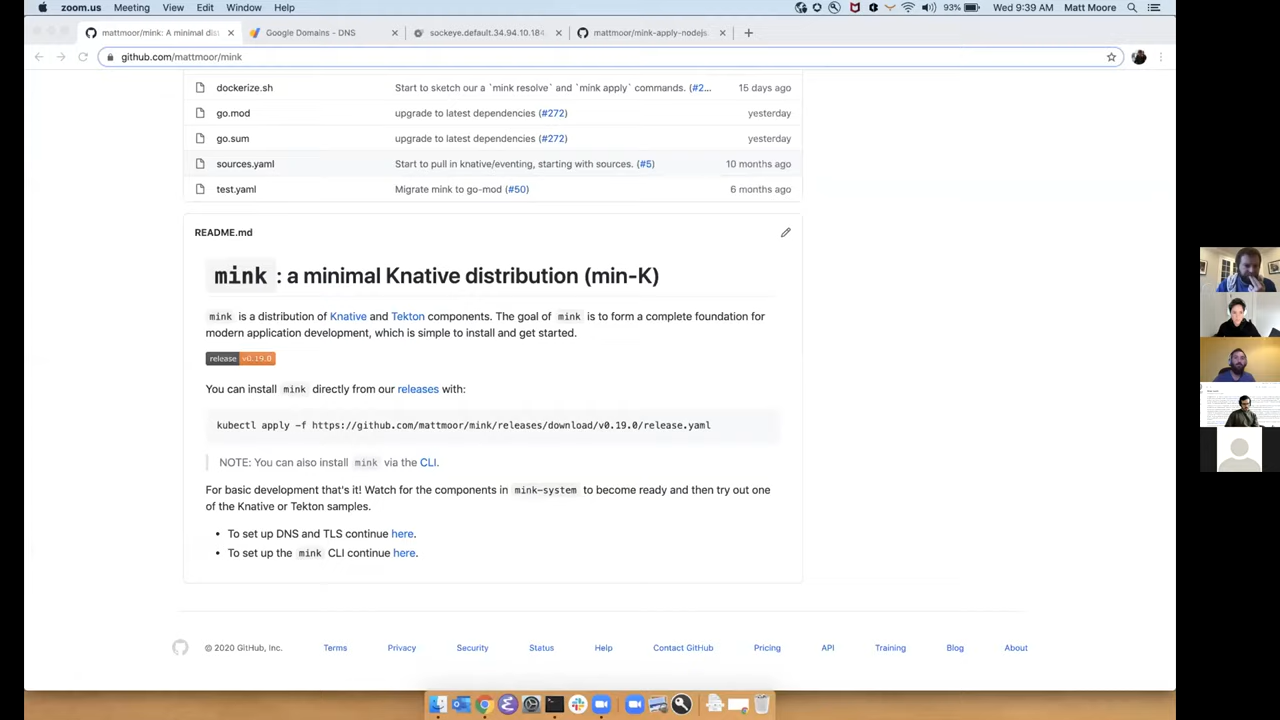 zoom.us Meeting View Edit Window Help 93% Wed 9:39 AM Matt Moore
mattmoor/mink: A minimal dist Google Domains - DNS sockeye.default.34.94.10.184. mattmoor/mink-apply-nodejs.
github.com/mattmoor/mink
dockerize.sh Start to sketch our a `mink resolve` and `mink apply` commands. (#2... 15 days ago
go.mod upgrade to latest dependencies (#272) yesterday
go.sum upgrade to latest dependencies (#272) yesterday
sources.yaml Start to pull in knative/eventing, starting with sources. (#5) 10 months ago
test.yaml Migrate mink to go-mod (#50) 6 months ago
README.md
mink : a minimal Knative distribution (min-K)
mink is a distribution of Knative and Tekton components. The goal of mink is to form a complete foundation for
modern application development, which is simple to install and get started.
release v0.19.0
You can install mink directly from our releases with:
kubectl apply -f https://github.com/mattmoor/mink/releases/download/v0.19.0/release.yaml
NOTE: You can also install mink via the CLI.
For basic development that's it! Watch for the components in mink-system to become ready and then try out one
of the Knative or Tekton samples.
• To set up DNS and TLS continue here.
• To set up the mink CLI continue here.
© 2020 GitHub, Inc. Terms Privacy Security Status Help Contact GitHub Pricing API Training Blog About